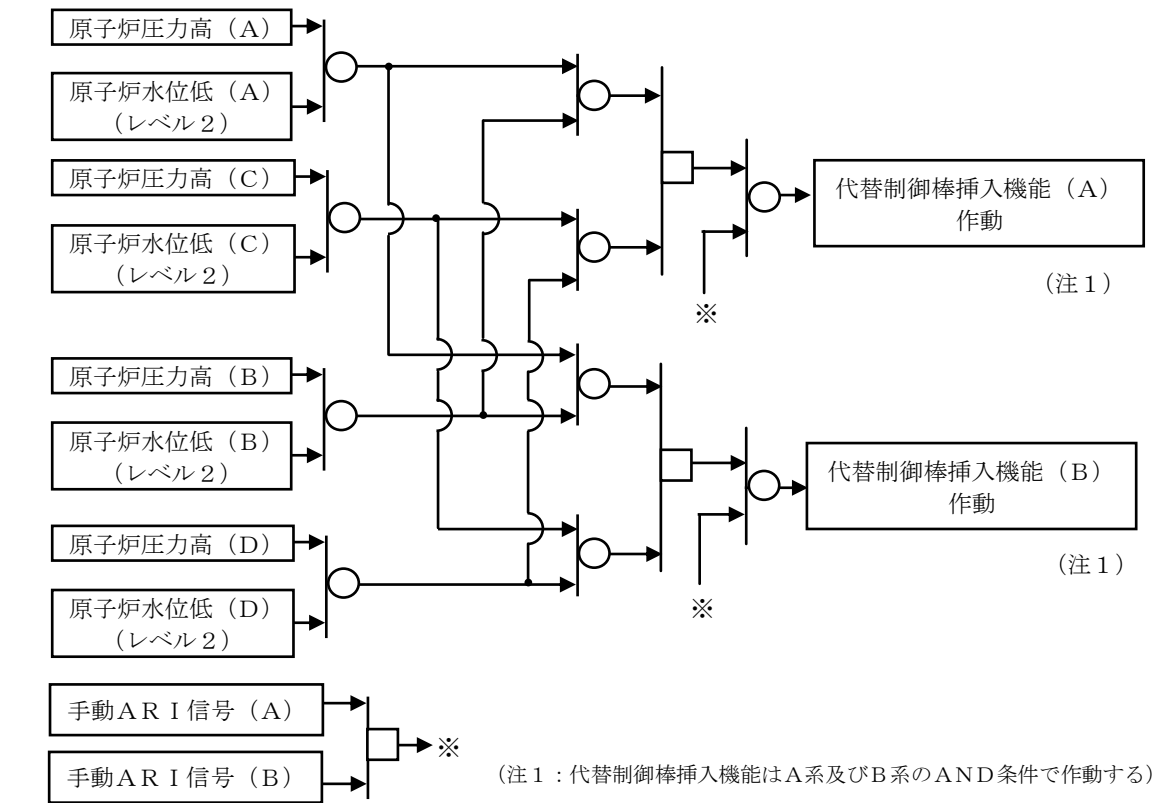 原子炉圧力高（A）
原子炉水位低（A）
（レベル２）
原子炉圧力高（C）
原子炉水位低（C）
（レベル２）
代替制御棒挿入機能（A）
作動
（注１）
※
原子炉圧力高（B）
原子炉水位低（B）
（レベル２）
代替制御棒挿入機能（B）
作動
（注１）
※
原子炉圧力高（D）
原子炉水位低（D）
（レベル２）
手動ＡＲＩ信号（A）
手動ＡＲＩ信号（B）
※
（注１：代替制御棒挿入機能はＡ系及びＢ系のAND条件で作動する）